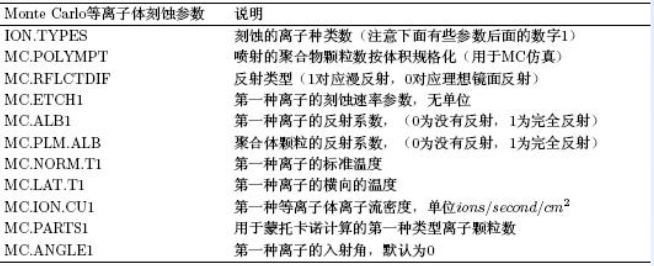 Monte Carlo等离子体刻蚀参数 说明
ION.TYPES 刻蚀的离子种类数（注意下面有些参数后面的数字1）
MC.POLYMPT 喷射的聚合物颗粒数按体积规格化（用于MC仿真）
MC.RFLCTDIF 反射类型（1对应漫反射，0对应理想镜面反射）
MC.ETCH1 第一种离子的刻蚀速率参数，无单位
MC.ALB1 第一种离子的反射系数，（0为没有反射，1为完全反射）
MC.PLM.ALB 聚合体颗粒的反射系数，（0为没有反射，1为完全反射）
MC.NORM.T1 第一种离子的标准温度
MC.LAT.T1 第一种离子的横向的温度
MC.ION.CU1 第一种等离子体离子流密度，单位ions/second/cm²
MC.PARTS1 用于蒙托卡诺计算的第一种类型离子颗粒数
MC.ANGLE1 第一种离子的入射角，默认为0